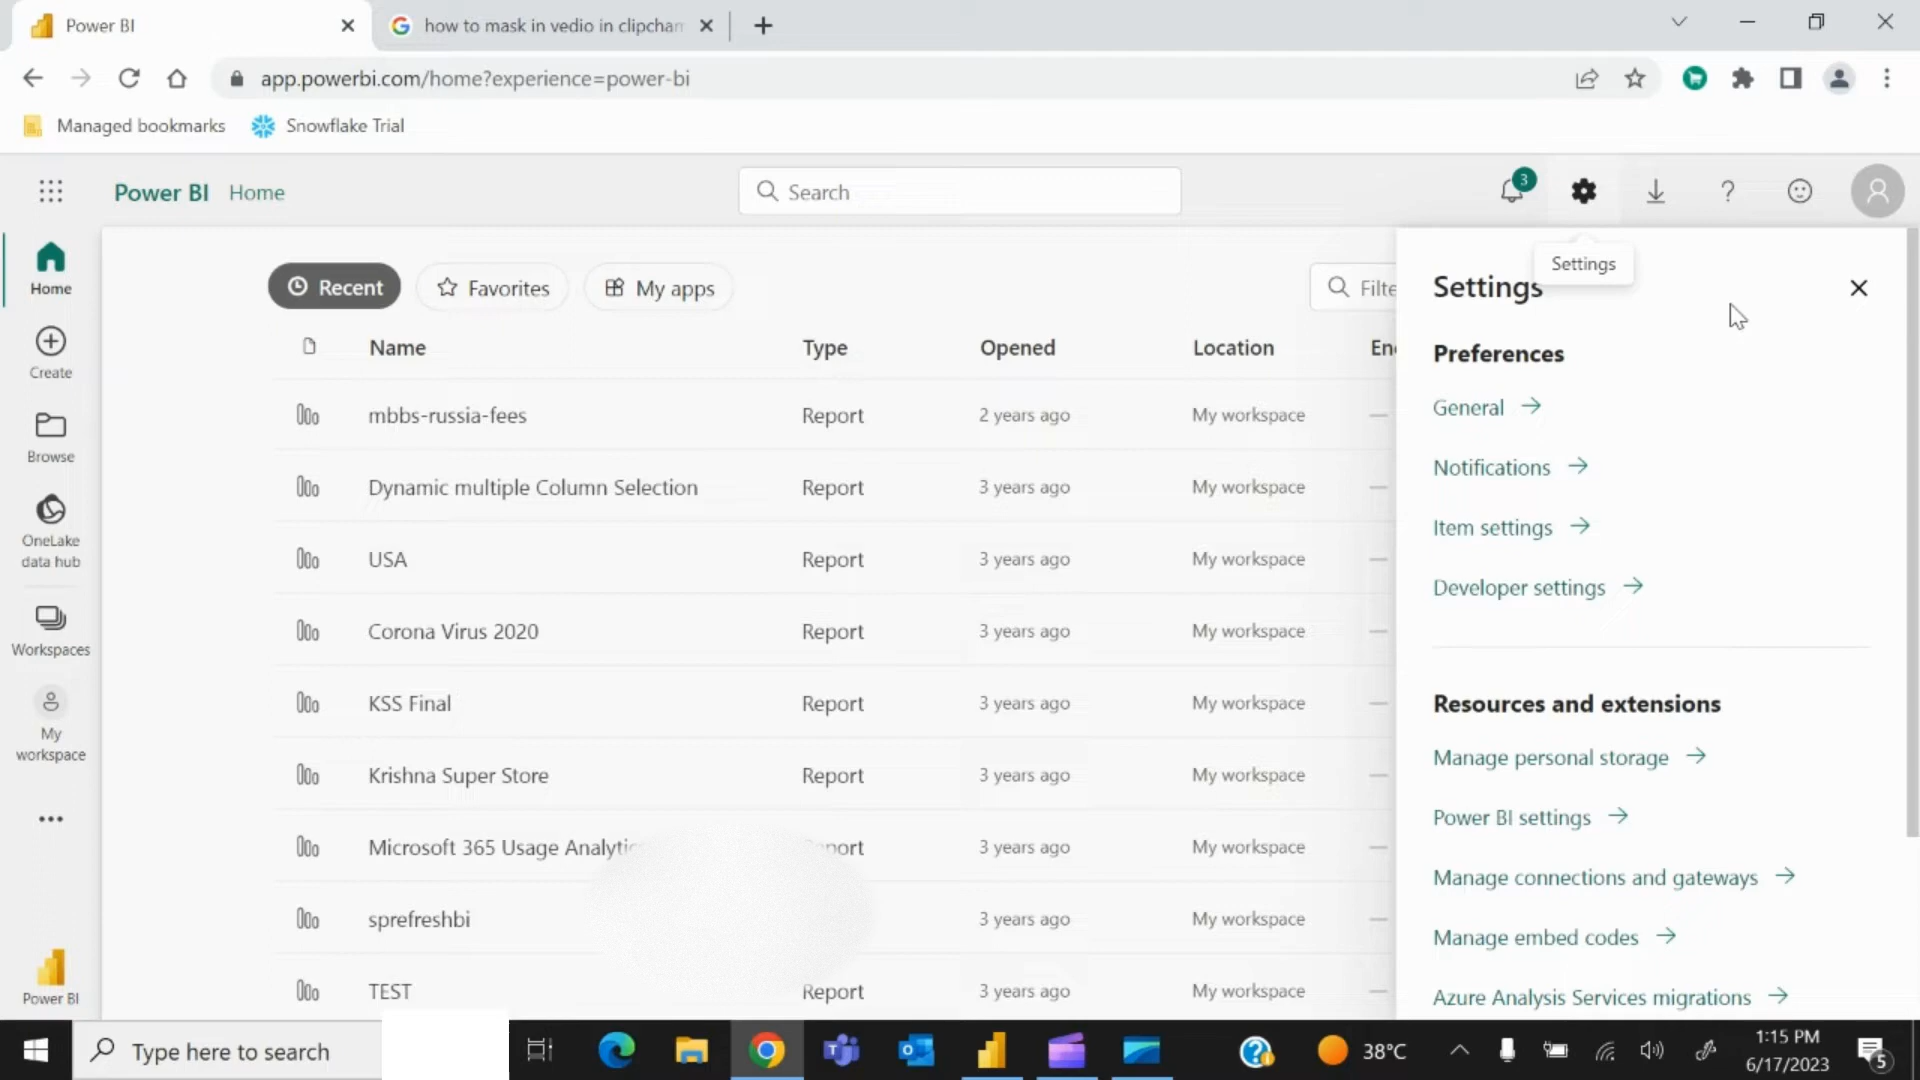 Power BI
how to mask in vedio in clipcham
app.powerbi.com/home?experience=power-bi
Managed bookmarks
Snowflake Trial
Power BI Home
Search
3
Settings
Home
Create
Browse
OneLake
data hub
Workspaces
My
workspace
Power BI
Recent
Favorites
My apps
Filte
Name Type Opened Location En
mbbs-russia-fees Report 2 years ago My workspace —
Dynamic multiple Column Selection Report 3 years ago My workspace —
USA Report 3 years ago My workspace —
Corona Virus 2020 Report 3 years ago My workspace —
KSS Final Report 3 years ago My workspace —
Krishna Super Store Report 3 years ago My workspace —
Microsoft 365 Usage Analytic port 3 years ago My workspace —
sprefreshbi 3 years ago My workspace —
TEST Report 3 years ago My workspace —
Settings
Preferences
General
Notifications
Item settings
Developer settings
Resources and extensions
Manage personal storage
Power BI settings
Manage connections and gateways
Manage embed codes
Azure Analysis Services migrations
Type here to search
38°C
1:15 PM
6/17/2023
5